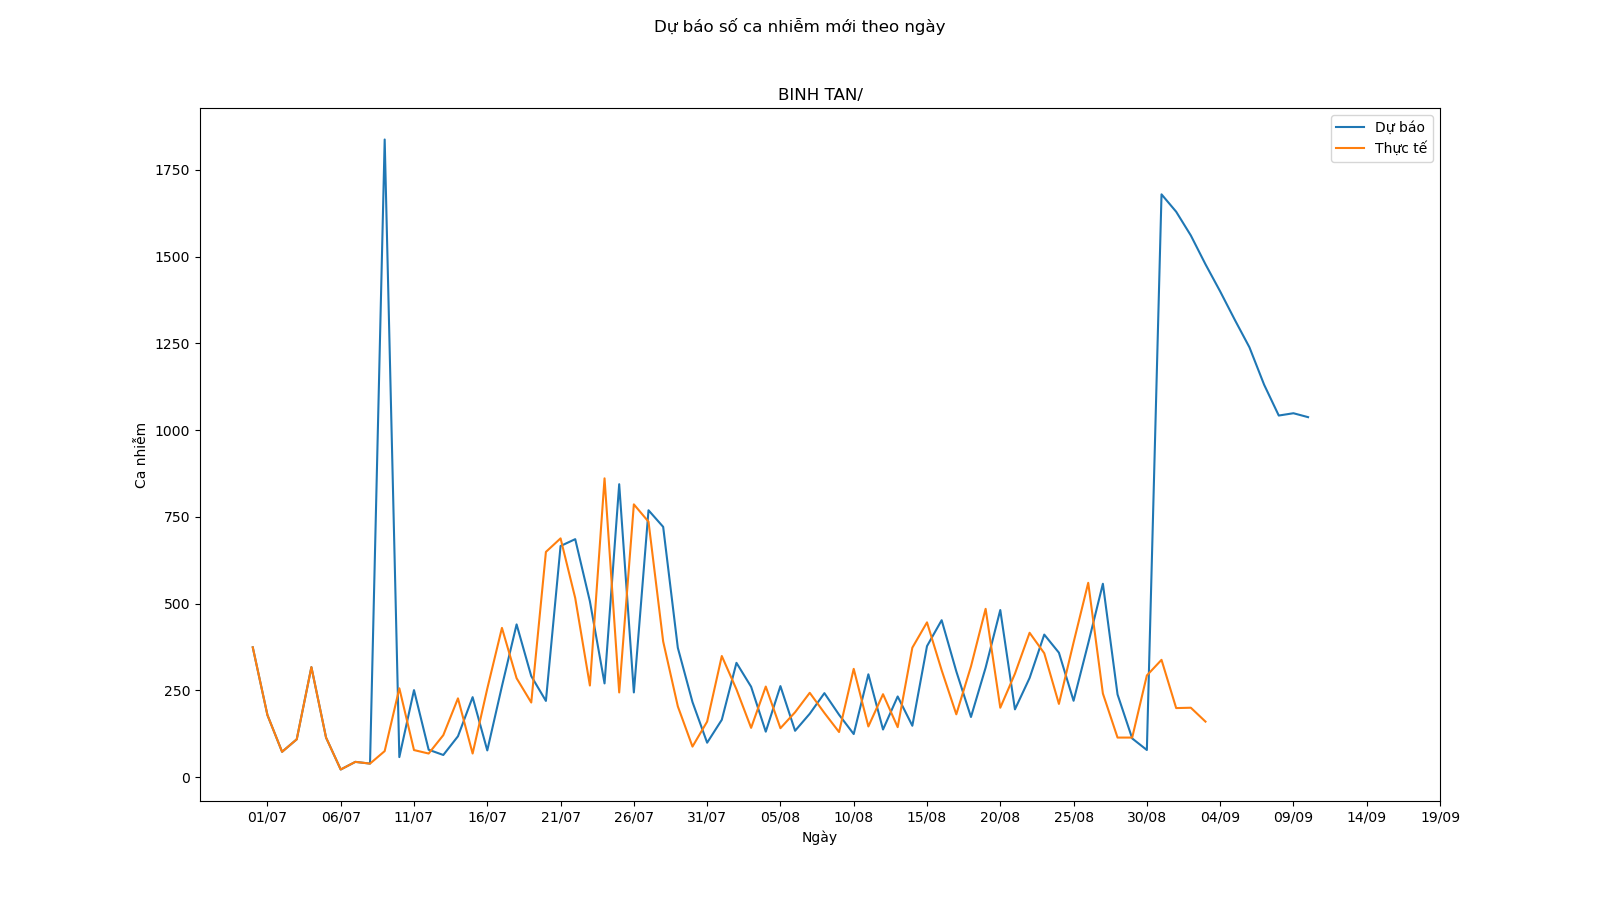 Dự báo số ca nhiễm mới theo ngày
BINH TAN/
Dự báo
Thực tế
1750
1500
1250
1000
750
500
250
0
Ca nhiễm
01/07 06/07 11/07 16/07 21/07 26/07 31/07 05/08 10/08 15/08 20/08 25/08 30/08 04/09 09/09 14/09 19/09
Ngày